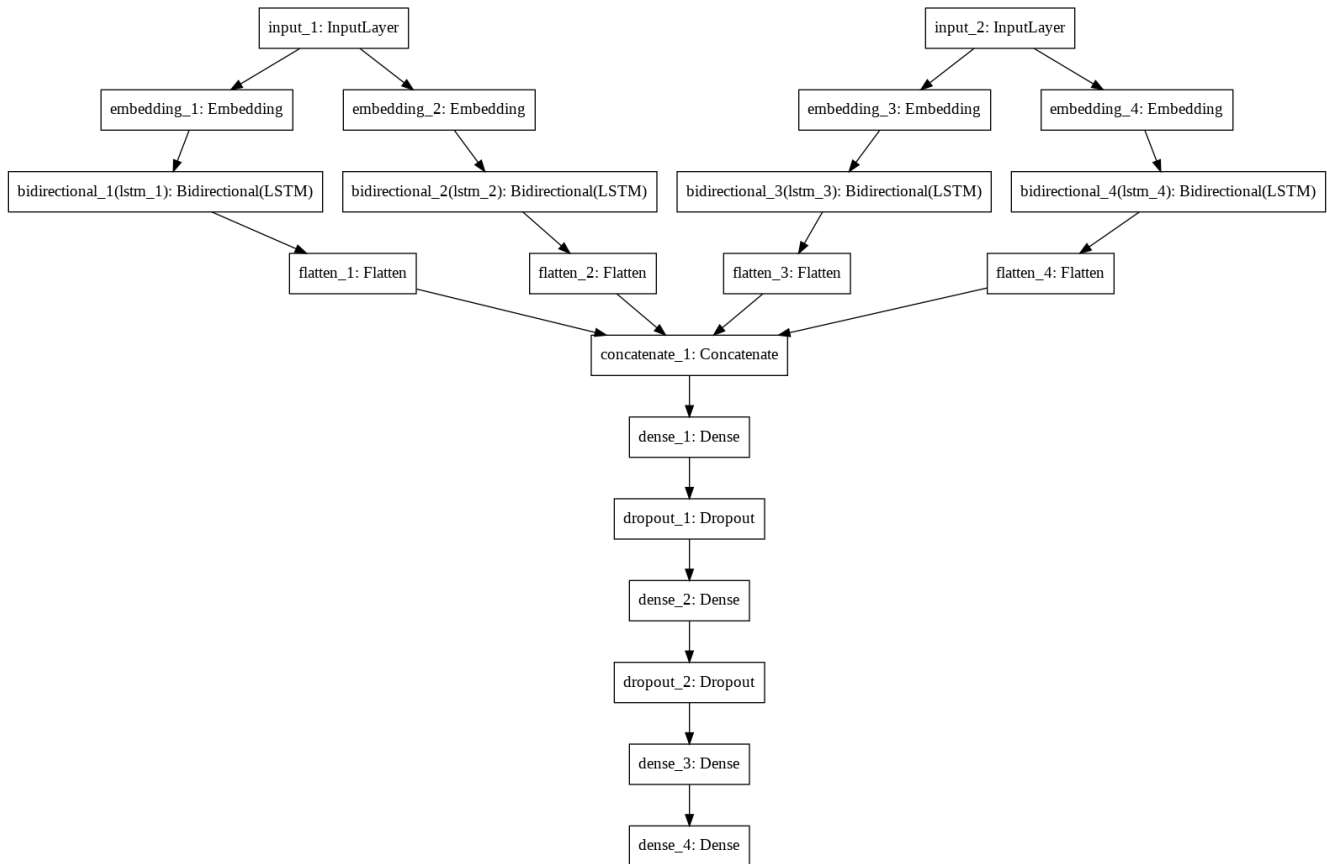 input_1: InputLayer
input_2: InputLayer
embedding_1: Embedding
embedding_2: Embedding
embedding_3: Embedding
embedding_4: Embedding
bidirectional_1(lstm_1): Bidirectional(LSTM)
bidirectional_2(lstm_2): Bidirectional(LSTM)
bidirectional_3(lstm_3): Bidirectional(LSTM)
bidirectional_4(lstm_4): Bidirectional(LSTM)
flatten_1: Flatten
flatten_2: Flatten
flatten_3: Flatten
flatten_4: Flatten
concatenate_1: Concatenate
dense_1: Dense
dropout_1: Dropout
dense_2: Dense
dropout_2: Dropout
dense_3: Dense
dense_4: Dense